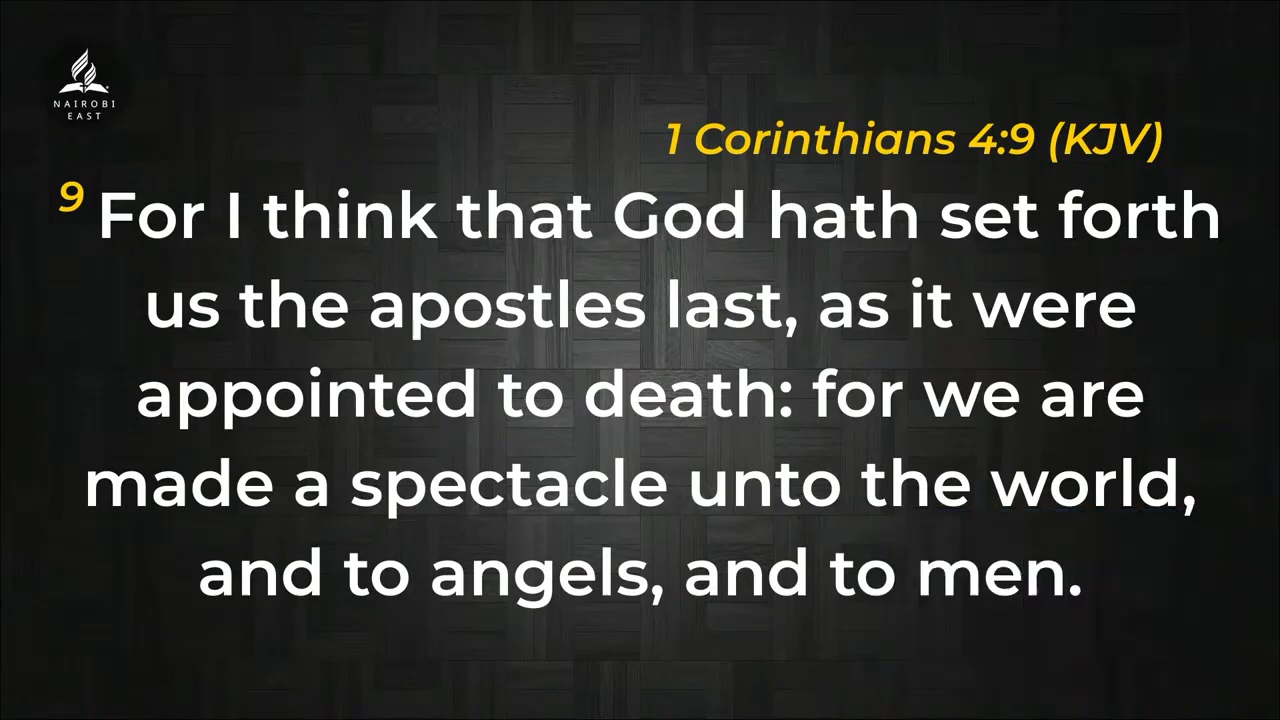 NAIROBI
EAST
1 Corinthians 4:9 (KJV)
9 For I think that God hath set forth
us the apostles last, as it were
appointed to death: for we are
made a spectacle unto the world,
and to angels, and to men.